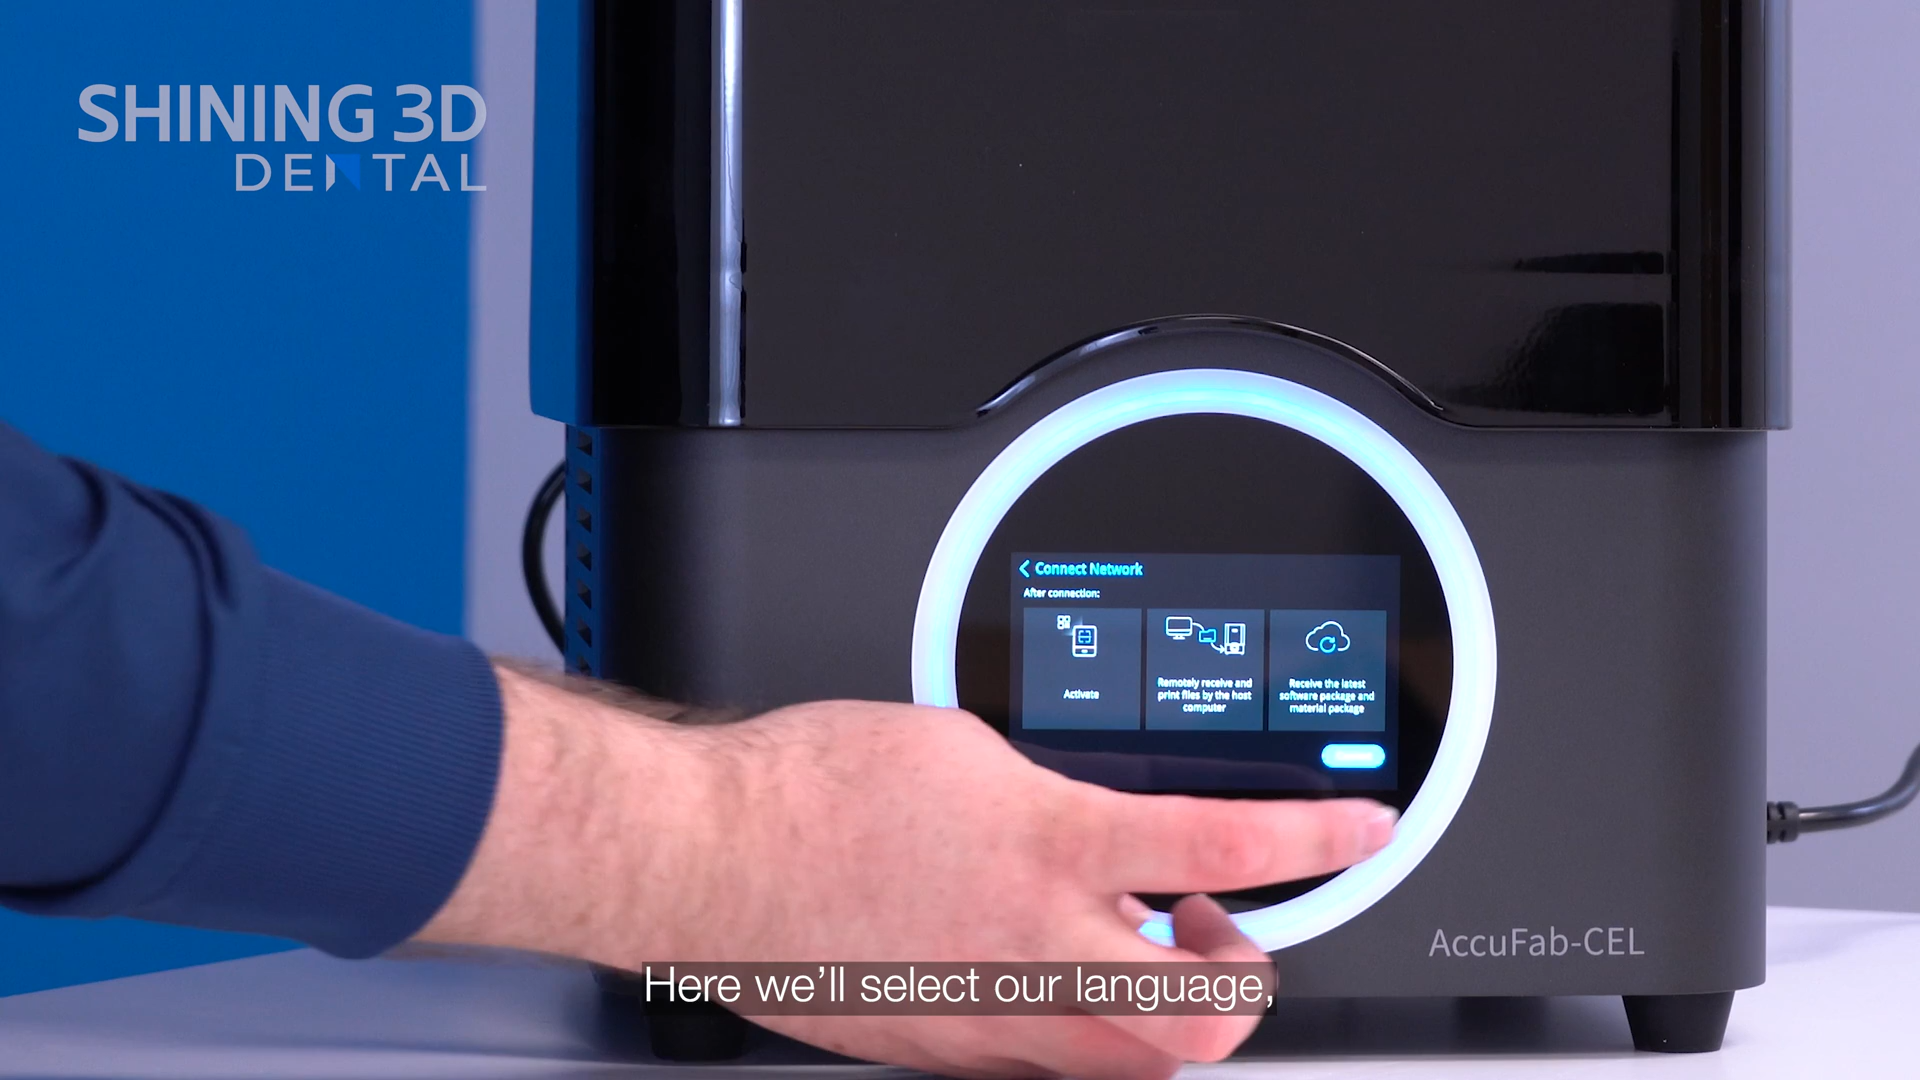 SHINING 3D
DENTAL
Connect Network
After connection:
Activate
Remotely receive and
print files by the host
computer
Receive the latest
software package and
material package
AccuFab-CEL
Here we'll select our language,